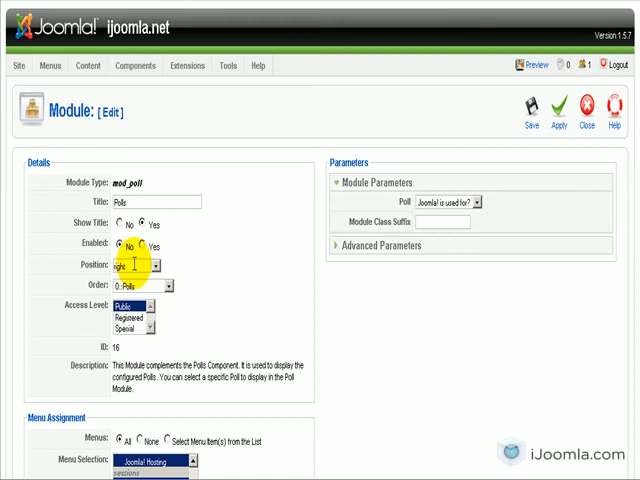 Joomla! ijoomla.net
Version 1.5.7
Site Menus Content Components Extensions Tools Help Preview 0 1 Logout
Module: [ Edit ] Save Apply Close Help
Details
Module Type: mod_poll
Title: Polls
Show Title: No Yes
Enabled: No Yes
Position: right
Order: 0::Polls
Access Level: Public
Registered
Special
ID: 16
Description: This Module complements the Polls Component. It is used to display the
configured Polls. You can select a specific Poll to display in the Poll
Module.
Parameters
Module Parameters
Poll Joomla! is used for?
Module Class Suffix
Advanced Parameters
Menu Assignment
Menus: All None Select Menu Item(s) from the List
Menu Selection: Joomla! Hosting
sections
iJoomla.com